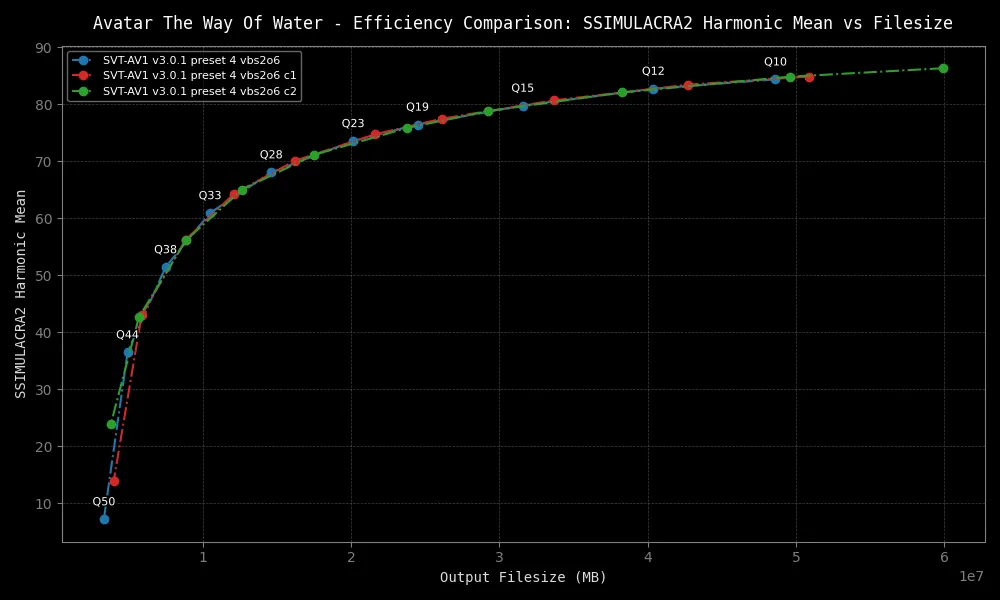 Avatar The Way Of Water - Efficiency Comparison: SSIMULACRA2 Harmonic Mean vs Filesize
SVT-AV1 v3.0.1 preset 4 vbs2o6
SVT-AV1 v3.0.1 preset 4 vbs2o6 c1
SVT-AV1 v3.0.1 preset 4 vbs2o6 c2
SSIMULACRA2 Harmonic Mean
90
80
70
60
50
40
30
20
10
Q10
Q12
Q15
Q19
Q23
Q28
Q33
Q38
Q44
Q50
1
2
3
4
5
6
1e7
Output Filesize (MB)